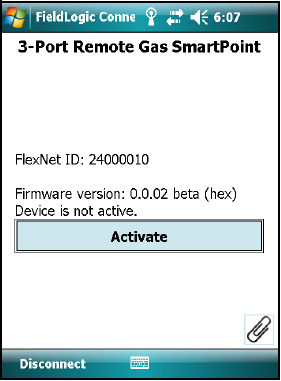 FieldLogic Conne 6:07
3-Port Remote Gas SmartPoint
FlexNet ID: 24000010
Firmware version: 0.0.02 beta (hex)
Device is not active.
Activate
Disconnect